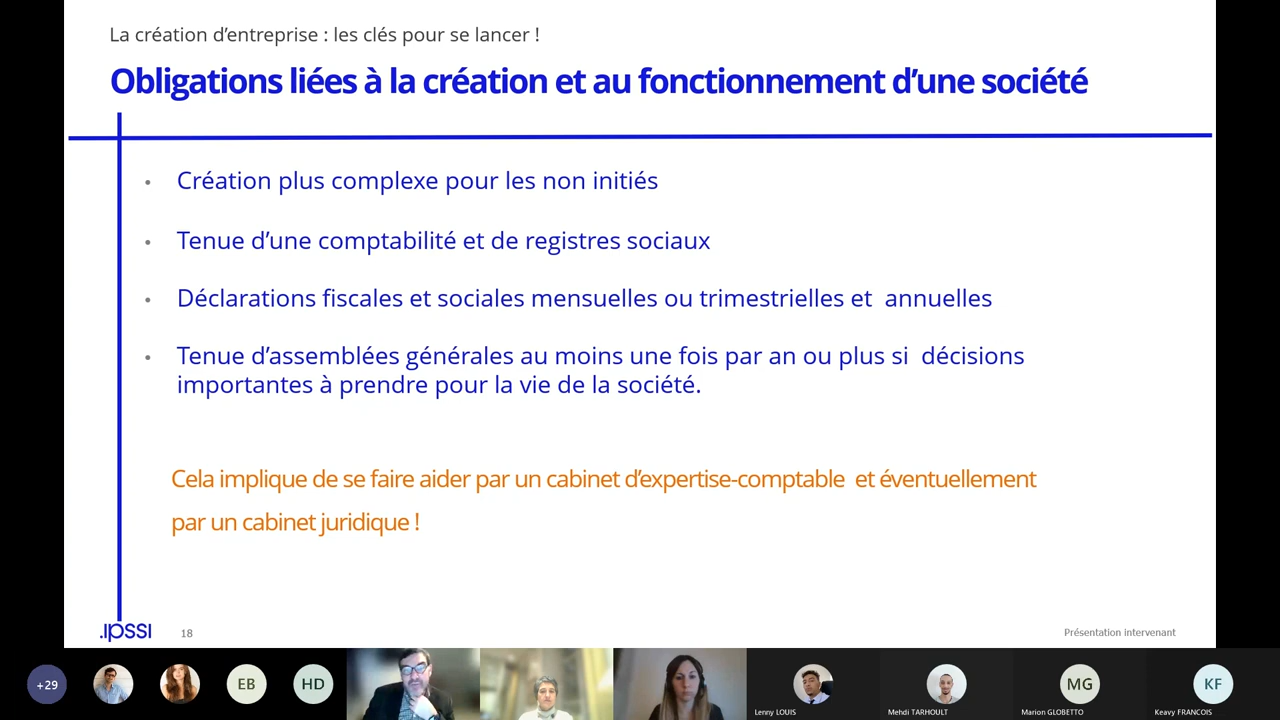 La création d’entreprise : les clés pour se lancer !
Obligations liées à la création et au fonctionnement d’une société
• Création plus complexe pour les non initiés
• Tenue d’une comptabilité et de registres sociaux
• Déclarations fiscales et sociales mensuelles ou trimestrielles et annuelles
• Tenue d’assemblées générales au moins une fois par an ou plus si décisions
importantes à prendre pour la vie de la société.
Cela implique de se faire aider par un cabinet d’expertise-comptable et éventuellement
par un cabinet juridique !
.IPSSI
18
Présentation intervenant
+29
EB
HD
MG
KF
Lenny LOUIS
Mehdi TARHOULT
Marion GLOBETTO
Keavy FRANCOIS